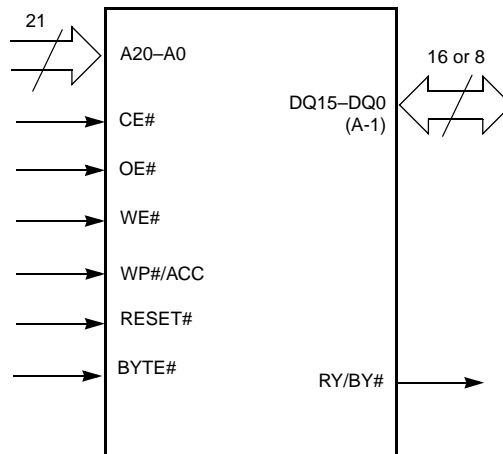 21
A20–A0
16 or 8
DQ15–DQ0
(A-1)
CE#
OE#
WE#
WP#/ACC
RESET#
BYTE#
RY/BY#